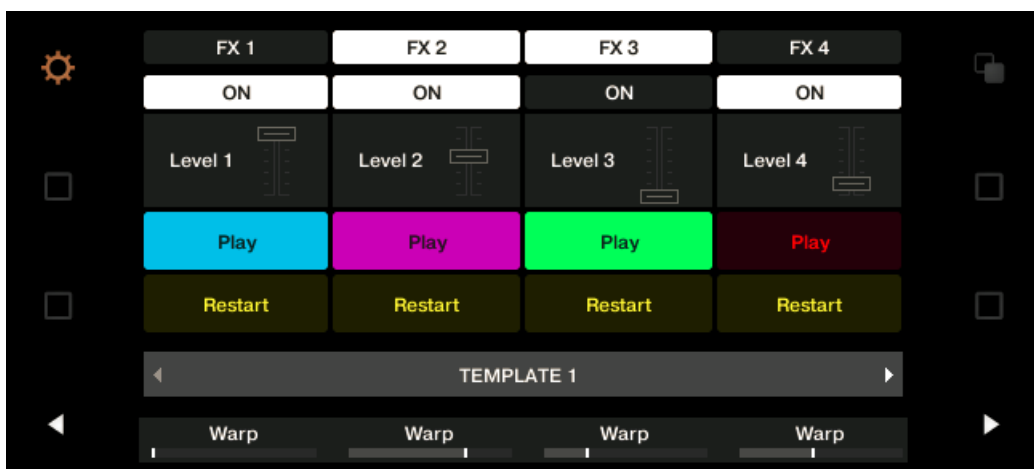 FX 1 FX 2 FX 3 FX 4
ON ON ON ON
Level 1 Level 2 Level 3 Level 4
Play Play Play Play
Restart Restart Restart Restart
TEMPLATE 1
Warp Warp Warp Warp